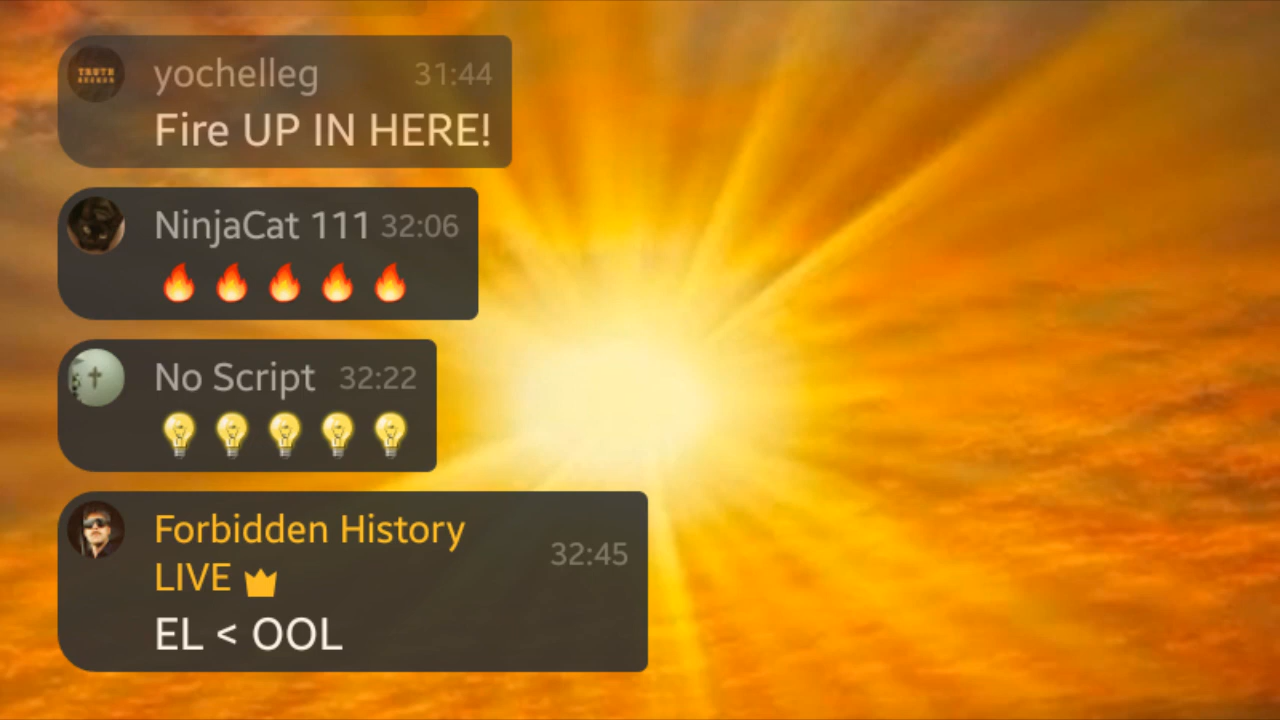 TRUTH
yochelleg 31:44
Fire UP IN HERE!
NinjaCat 111 32:06
🔥 🔥 🔥 🔥 🔥
No Script 32:22
💡 💡 💡 💡 💡
Forbidden History
LIVE 32:45
EL < OOL